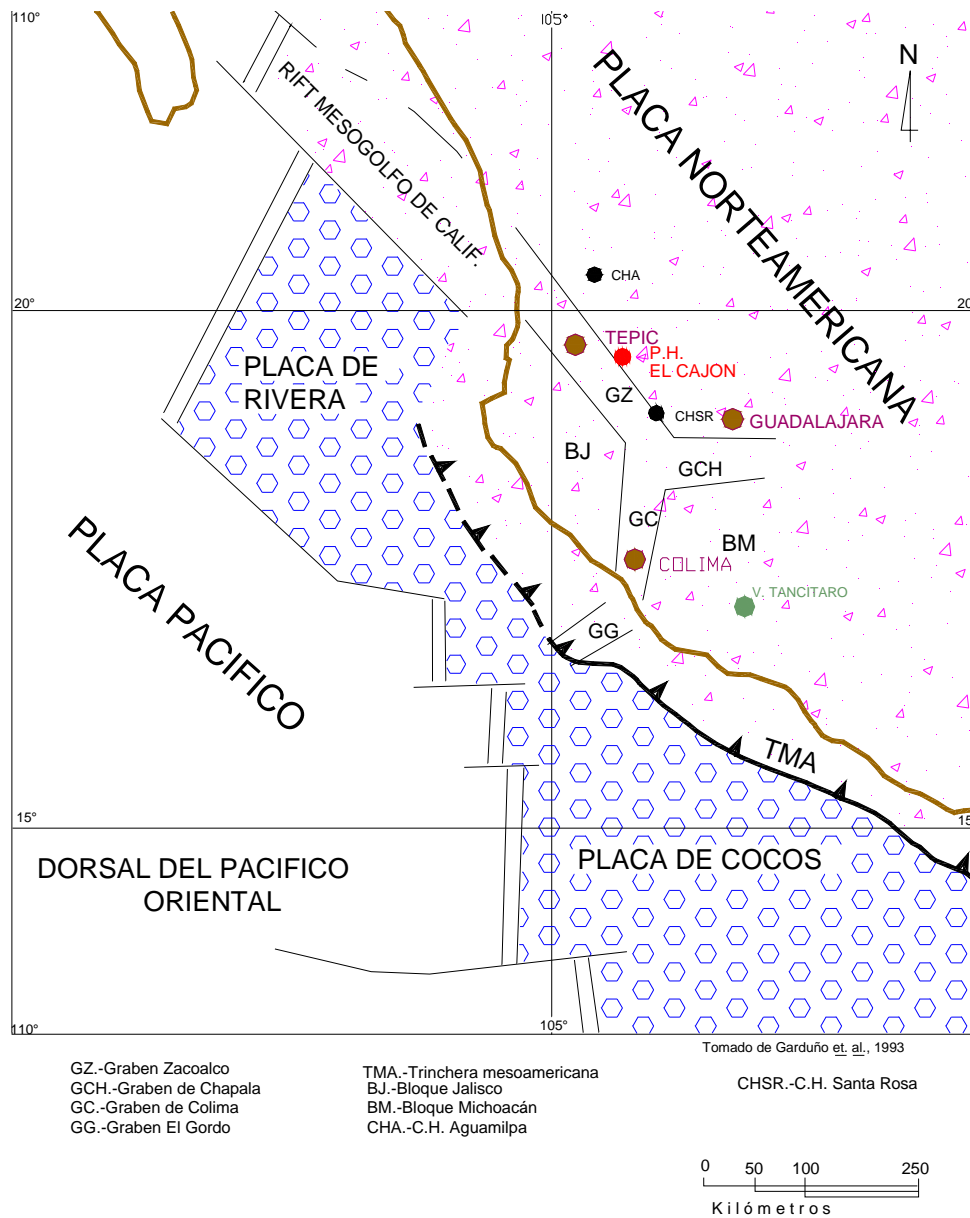 110°
105°
N
RIFT MESOGOLFO DE CALIF.
PLACA NORTEAMERICANA
CHA
20°
20
TEPIC
P.H.
EL CAJON
PLACA DE
RIVERA
GZ
CHSR
GUADALAJARA
BJ
GCH
GC
BM
COLIMA
V. TANCÍTARO
PLACA PACIFICO
GG
TMA
15°
15
DORSAL DEL PACIFICO
ORIENTAL
PLACA DE COCOS
110°
105°
Tomado de Garduño et. al., 1993
GZ.-Graben Zacoalco
GCH.-Graben de Chapala
GC.-Graben de Colima
GG.-Graben El Gordo
TMA.-Trinchera mesoamericana
BJ.-Bloque Jalisco
BM.-Bloque Michoacán
CHA.-C.H. Aguamilpa
CHSR.-C.H. Santa Rosa
0 50 100 250
Kilómetros